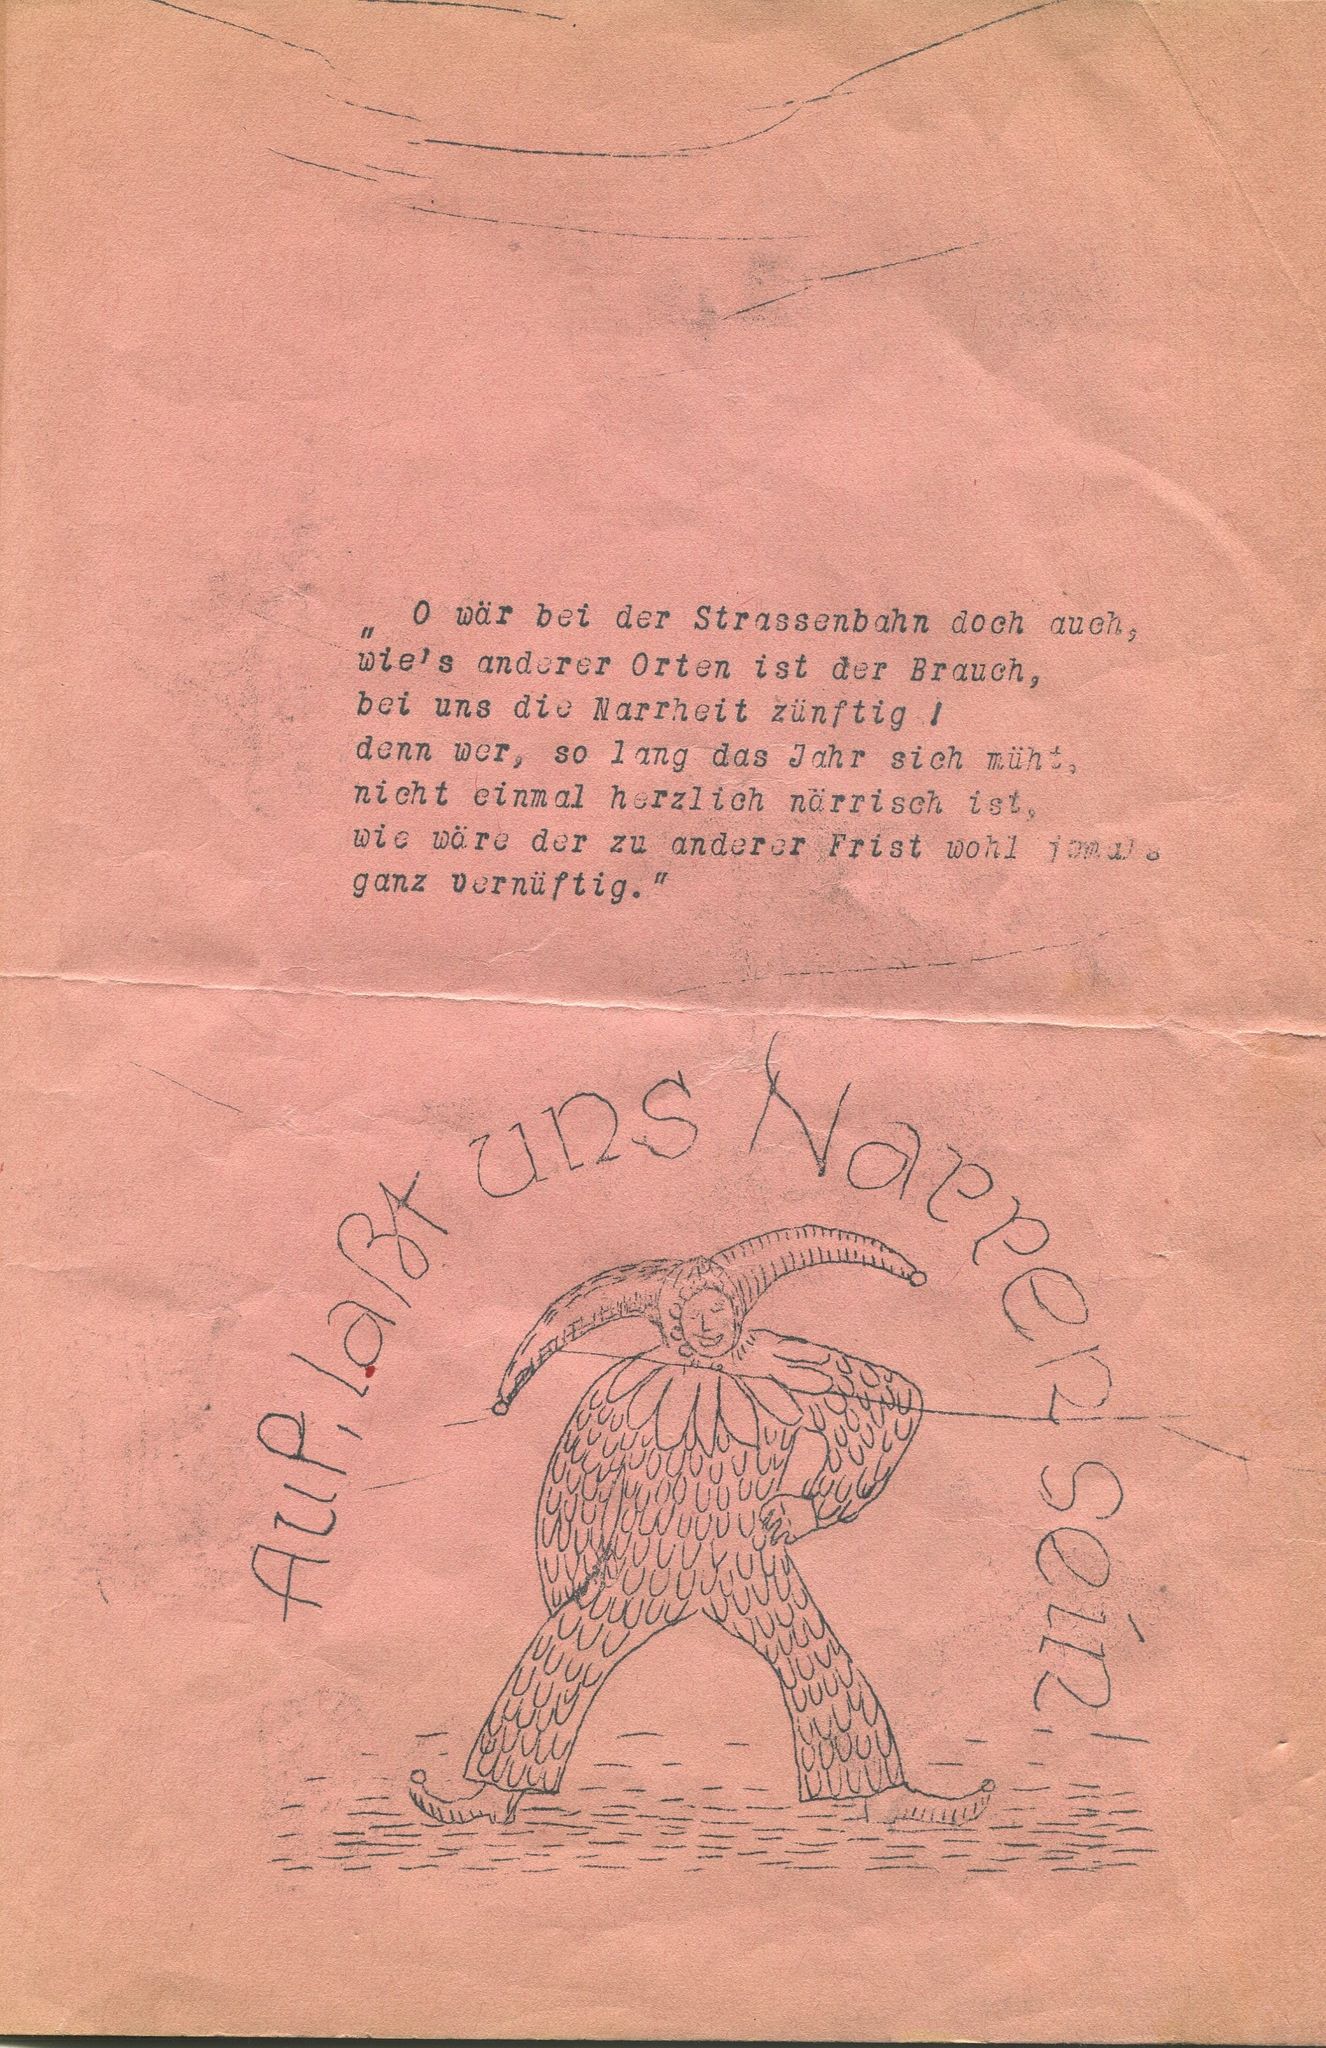 „ O wär bei der Strassenbahn doch auch,
wie's anderer Orten ist der Brauch,
bei uns die Narrheit zünftig !
denn wer, so lang das Jahr sich müht,
nicht einmal herzlich närrisch ist,
wie wäre der zu anderer Frist wohl jemals
ganz vernüftig."
Auf, laßt uns Narren sein!